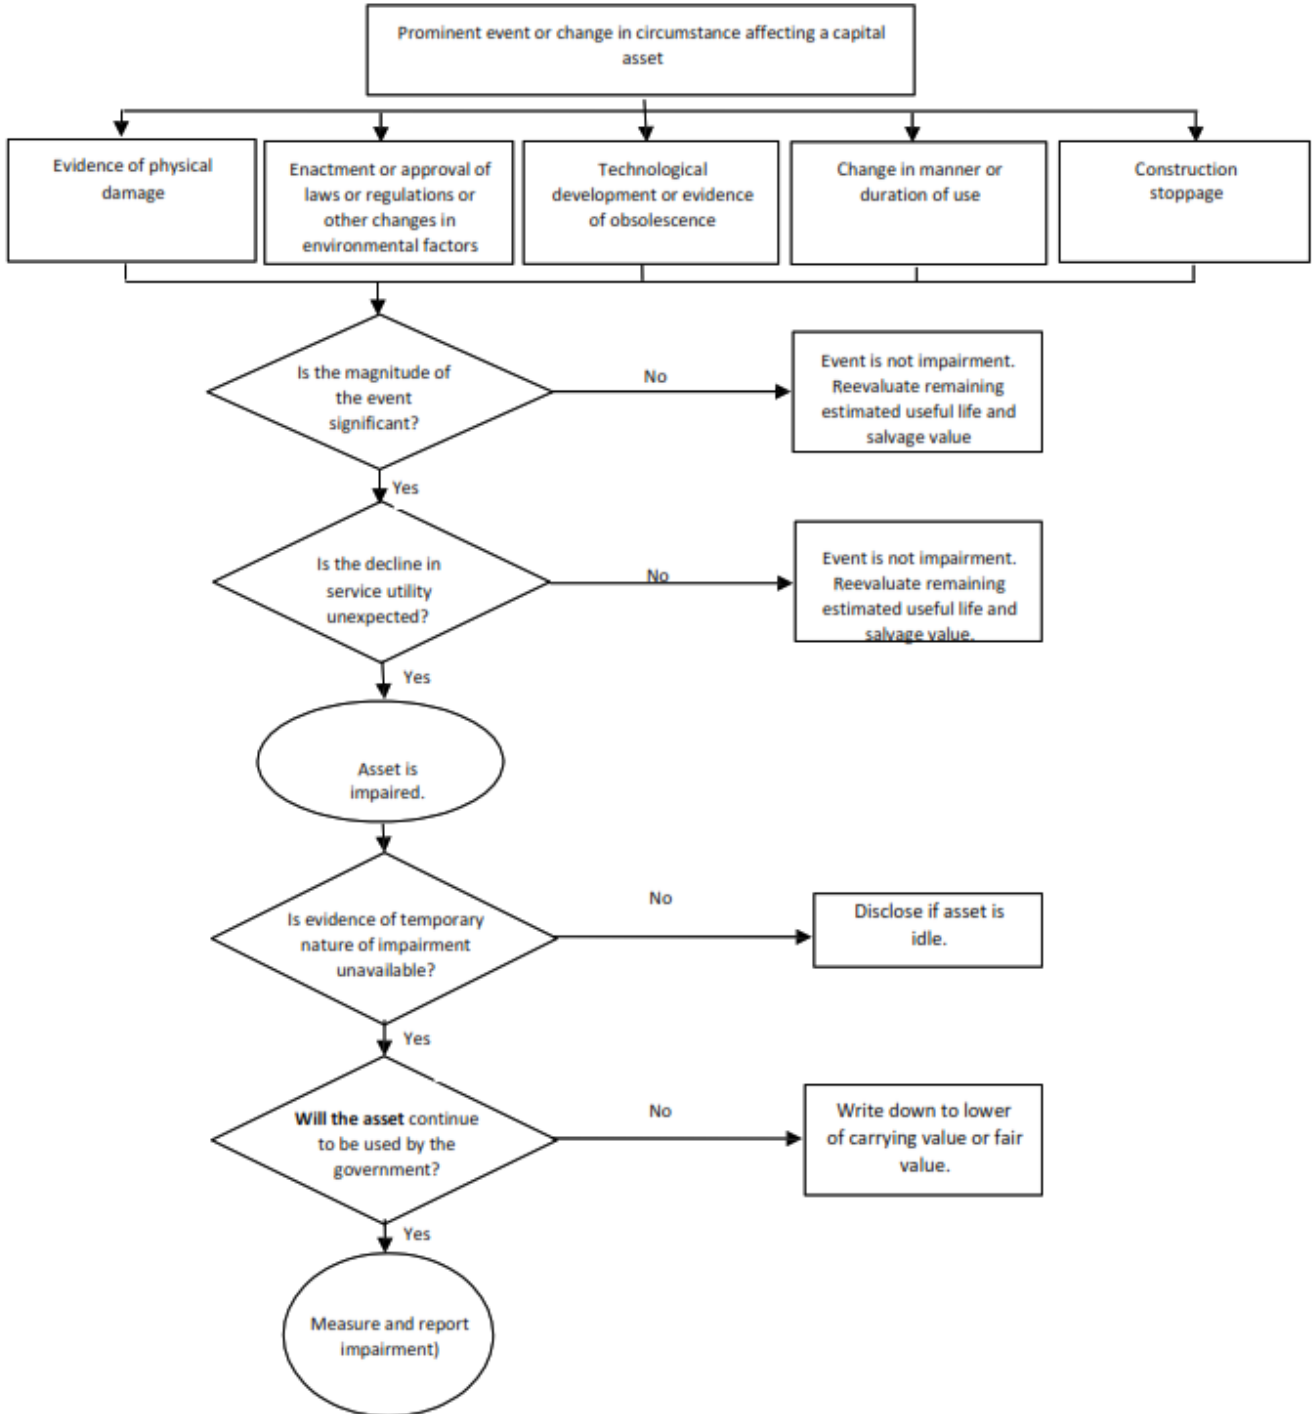 Prominent event or change in circumstance affecting a capital
asset
Evidence of physical
damage
Enactment or approval of
laws or regulations or
other changes in
environmental factors
Technological
development or evidence
of obsolescence
Change in manner or
duration of use
Construction
stoppage
Is the magnitude of
the event
significant?
No
Event is not impairment.
Reevaluate remaining
estimated useful life and
salvage value
Yes
Is the decline in
service utility
unexpected?
No
Event is not impairment.
Reevaluate remaining
estimated useful life and
salvage value.
Yes
Asset is
impaired.
Is evidence of temporary
nature of impairment
unavailable?
No
Disclose if asset is
idle.
Yes
Will the asset continue
to be used by the
government?
No
Write down to lower
of carrying value or fair
value.
Yes
Measure and report
impairment)